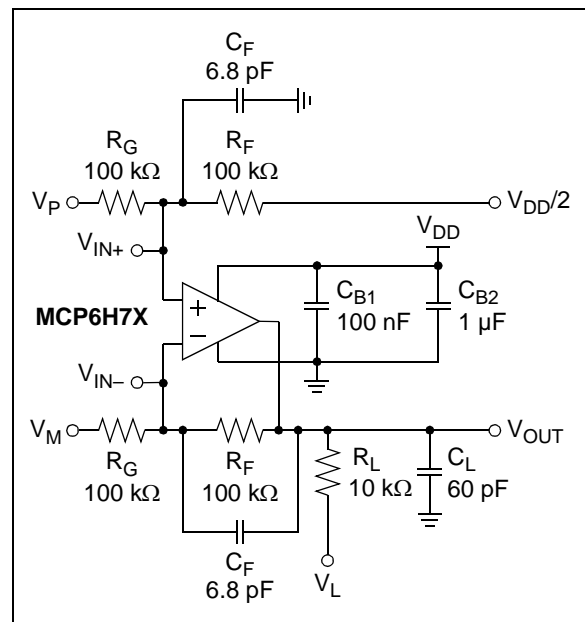 C_F
6.8 pF
R_G
100 kΩ
R_F
100 kΩ
V_P
V_DD/2
V_IN+
V_DD
MCP6H7X
+
−
C_B1
100 nF
C_B2
1 µF
V_IN−
V_M
V_OUT
R_G
100 kΩ
R_F
100 kΩ
R_L
10 kΩ
C_L
60 pF
C_F
6.8 pF
V_L